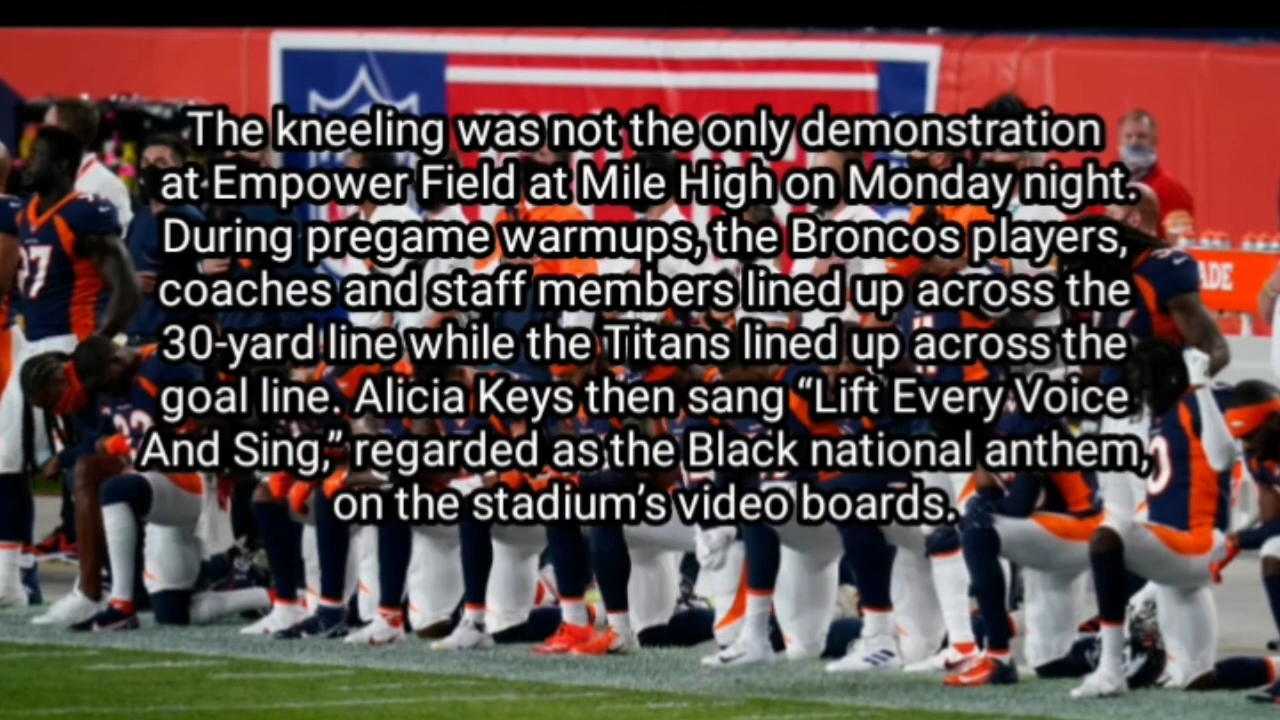 The kneeling was not the only demonstration
at Empower Field at Mile High on Monday night.
During pregame warmups, the Broncos players,
coaches and staff members lined up across the
30-yard line while the Titans lined up across the
goal line. Alicia Keys then sang “Lift Every Voice
And Sing,” regarded as the Black national anthem,
on the stadium’s video boards.
ADE